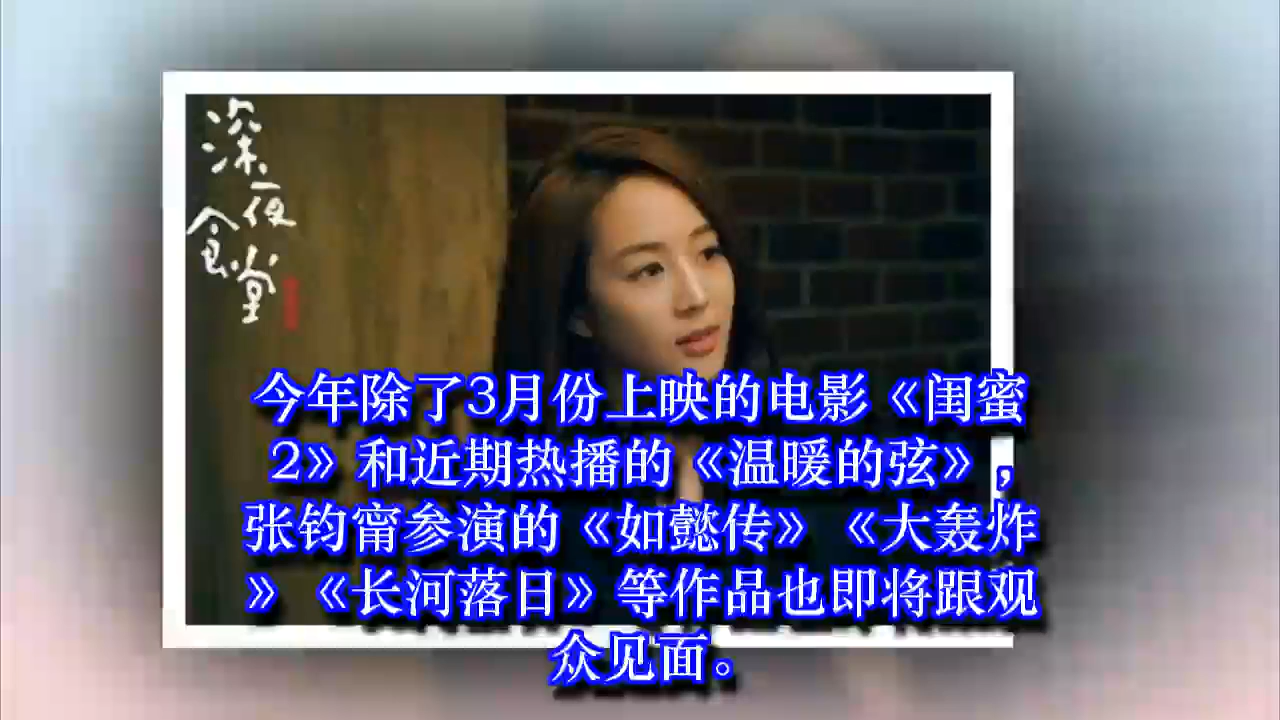 深夜
食堂
今年除了3月份上映的电影《闺蜜
2》和近期热播的《温暖的弦》，
张钧甯参演的《如懿传》《大轰炸
》《长河落日》等作品也即将跟观
众见面。